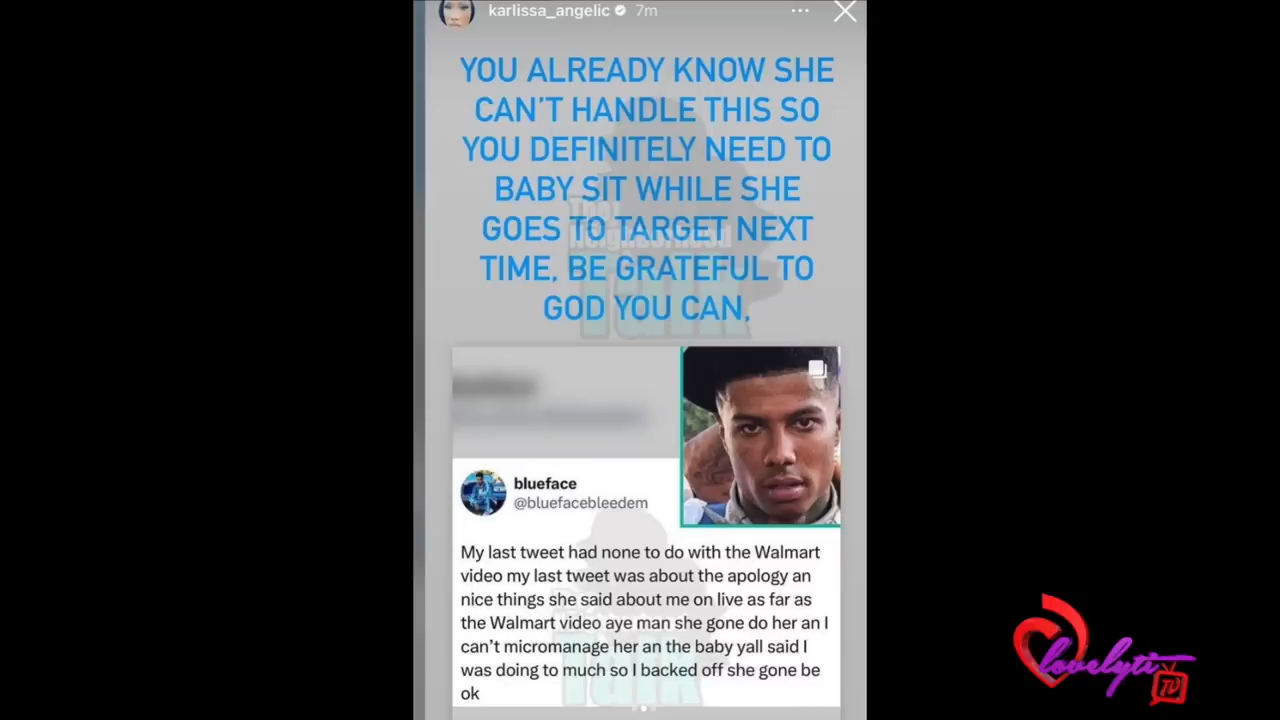 karlissa_angelic 7m
YOU ALREADY KNOW SHE
CAN'T HANDLE THIS SO
YOU DEFINITELY NEED TO
BABY SIT WHILE SHE
GOES TO TARGET NEXT
TIME, BE GRATEFUL TO
GOD YOU CAN,
The
Neighborhood
Talk
blueface
@bluefacebleedem
My last tweet had none to do with the Walmart
video my last tweet was about the apology an
nice things she said about me on live as far as
the Walmart video aye man she gone do her an I
can't micromanage her an the baby yall said I
was doing to much so I backed off she gone be
ok
Talk
lovelyti
TV